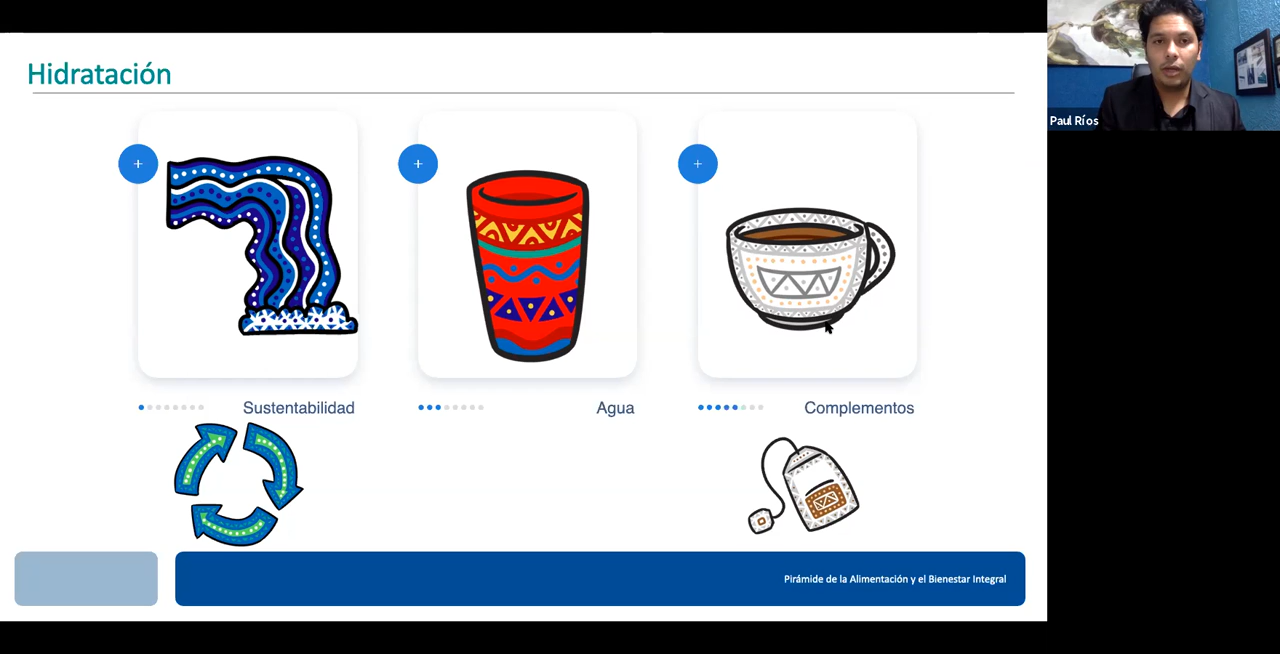 Hidratación
Paul Ríos
Sustentabilidad
Agua
Complementos
Pirámide de la Alimentación y el Bienestar Integral